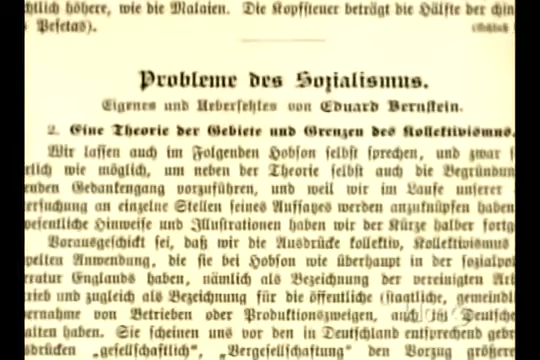 chtlich höhere, wie die Malaien. Die Kopfsteuer beträgt die Hälfte der chin
Pesetas).
Probleme des Sozialismus.
Eigenes und Uebersetztes von Eduard Bernstein.
2. Eine Theorie der Gebiete und Grenzen des Kollektivismus.
Wir lassen auch im Folgenden Hobson selbst sprechen, und zwar s
rlich wie möglich, um neben der Theorie selbst auch die Begründun
enden Gedankengang vorzuführen, und weil wir im Laufe unserer
ersuchung an einzelne Stellen seines Aufsatzes werden anzuknüpfen haben
wesentliche Hinweise und Illustrationen haben wir der Kürze halber fortg
Vorausgeschickt sei, daß wir die Ausdrücke kollektiv, Kollektivismus
pelten Anwendung, die sie bei Hobson wie überhaupt in der sozialpol
ratur Englands haben, nämlich als Bezeichnung der vereinigten Arb
rieb und zugleich als Bezeichnung für die öffentliche (staatliche, gemeindl
ernahme von Betrieben oder Produktionszweigen, auch im Deutsche
alten haben. Sie scheinen uns vor den in Deutschland entsprechend gebr
sdrücken „gesellschaftlich“, „Vergesellschaftung“ den Vorzug größere